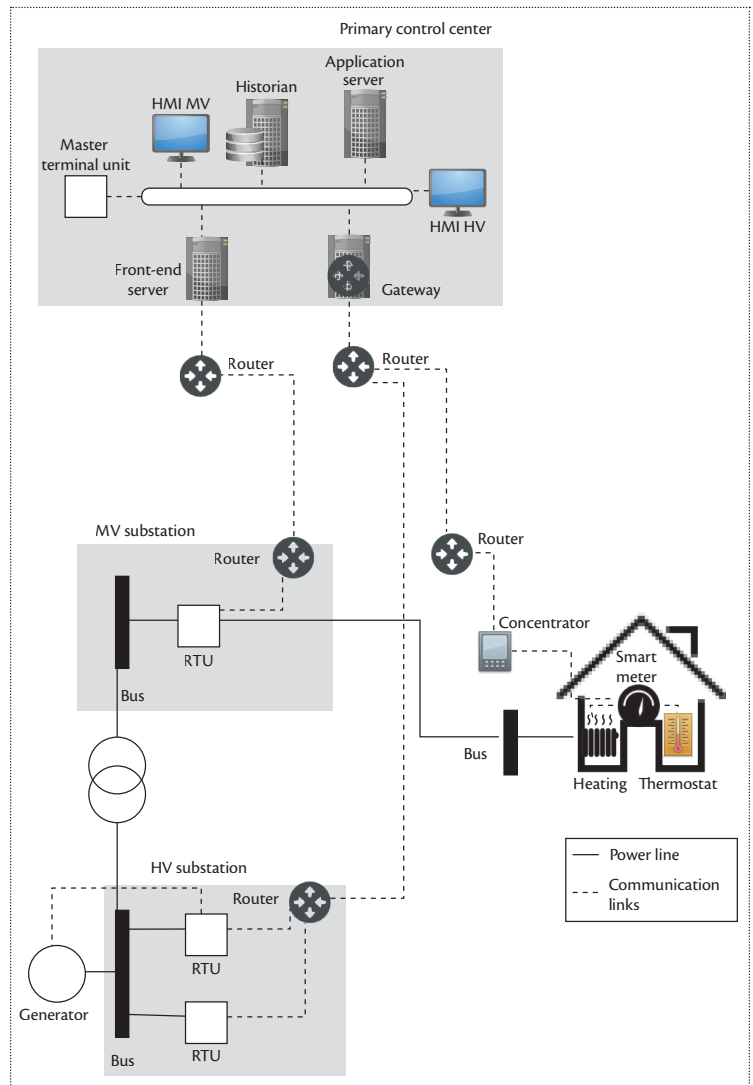 Primary control center
Application
server
Historian
HMI MV
Master
terminal unit
HMI HV
Front-end
server
Gateway
Router
Router
MV substation
Router
Router
Concentrator
RTU
Smart
meter
Bus
Bus
Heating
Thermostat
Power line
Communication
links
HV substation
Router
RTU
Generator
Bus
RTU